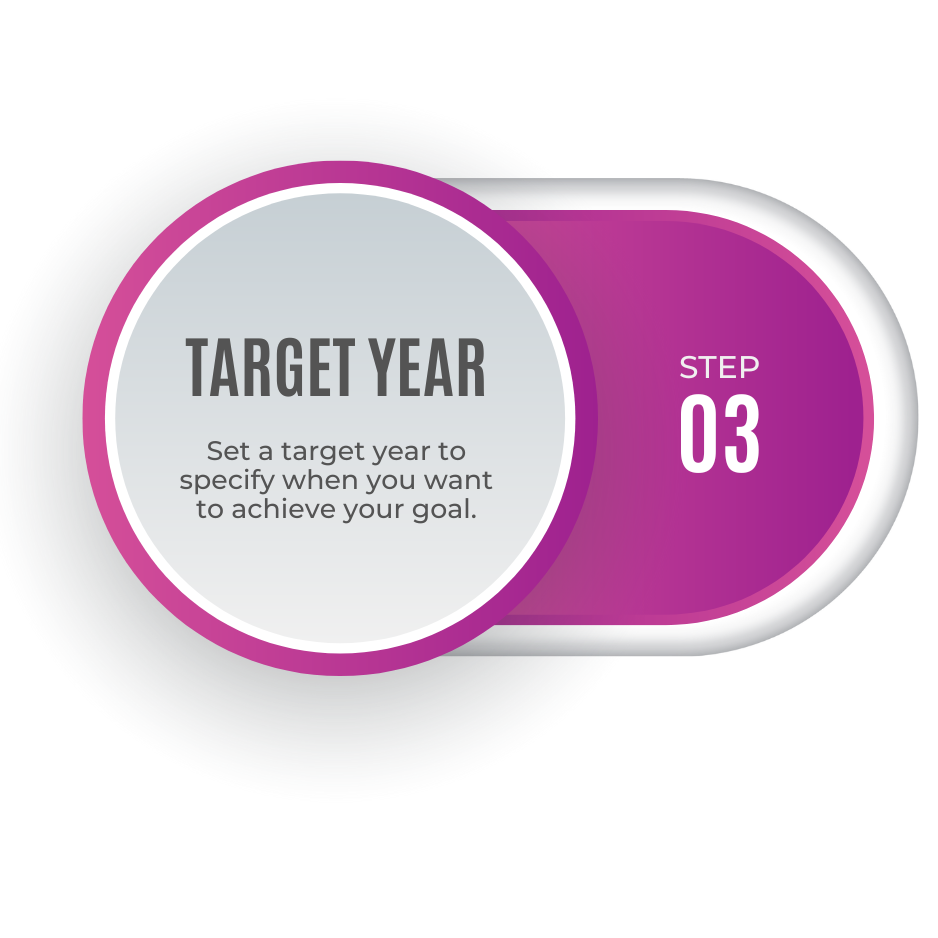 TARGET YEAR
Set a target year to
specify when you want
to achieve your goal.
STEP
03